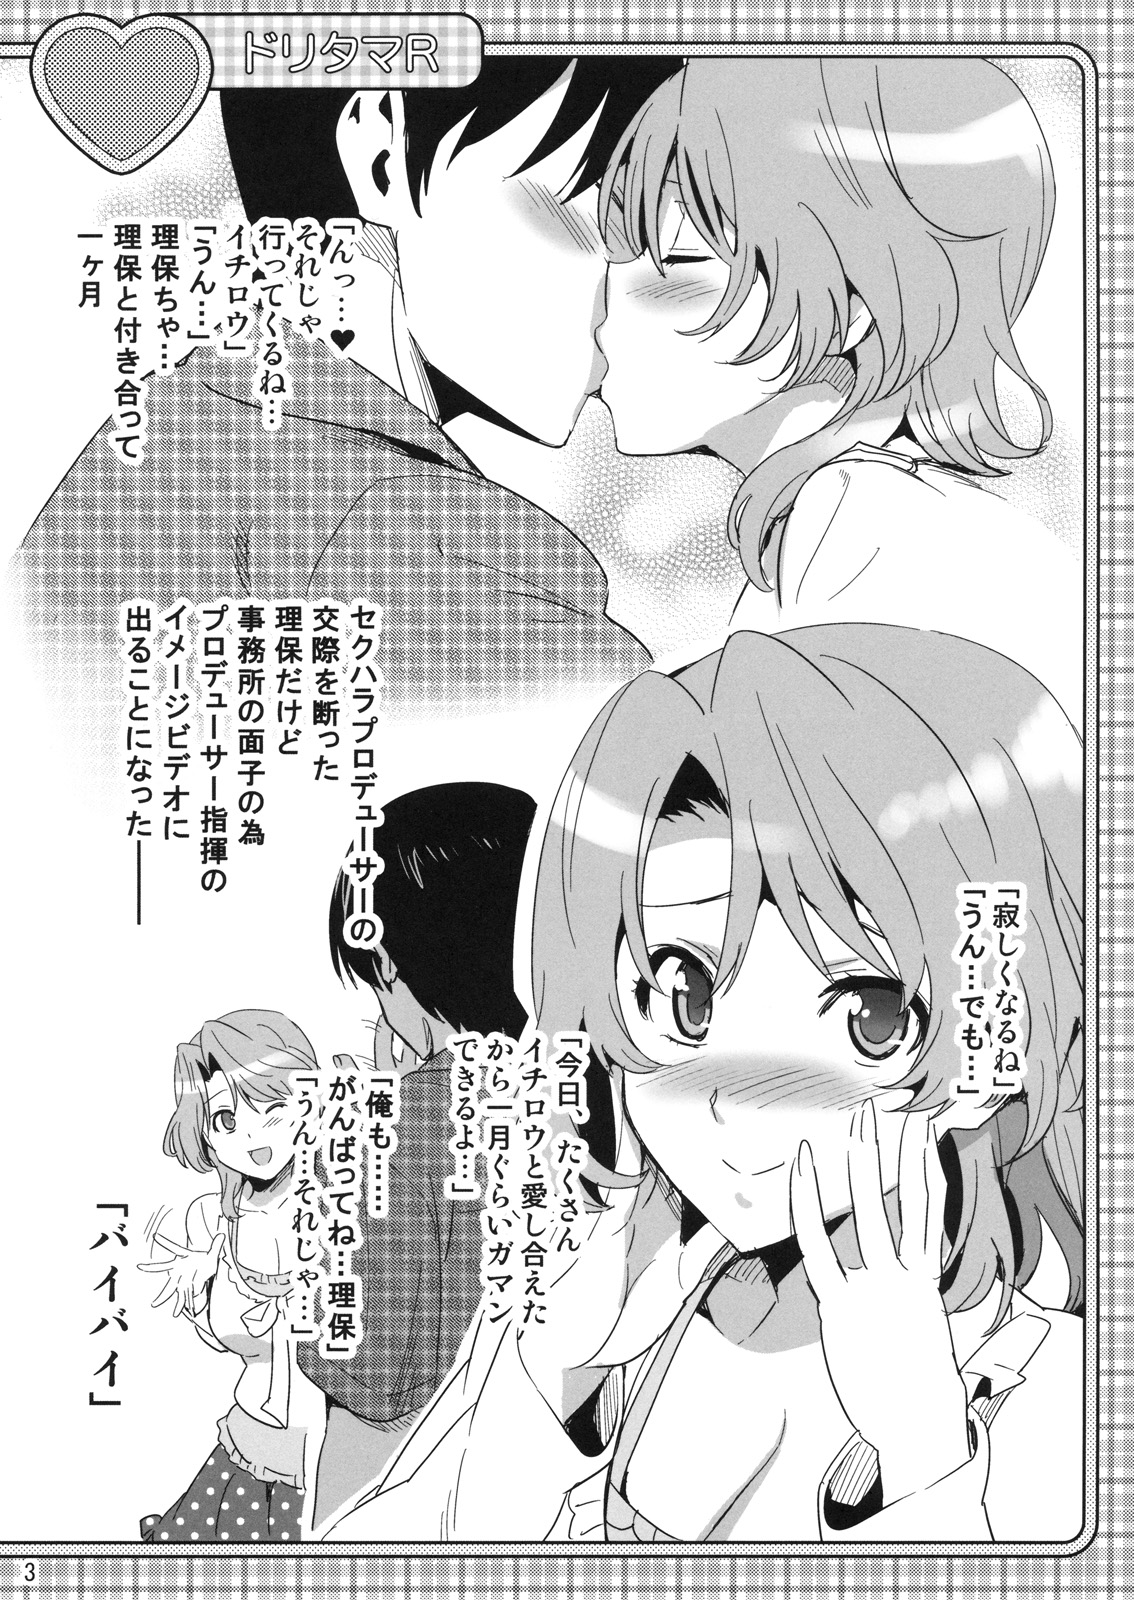 ドリタマR
「んっ…♥
それじゃ
行ってくるね…
イチロウ」
「うん…」
理保ちゃ…
理保と付き合って
一ヶ月
セクハラプロデューサーの
交際を断った
理保だけど
事務所の面子の為
プロデューサー指揮の
イメージビデオに
出ることになった――
「寂しくなるね」
「うん…でも…」
「今日、たくさん
イチロウと愛し合えた
から一月ぐらいガマン
できるよ…」
「俺も……
がんばってね…理保」
「うん…それじゃ…」
「バイバイ」
3